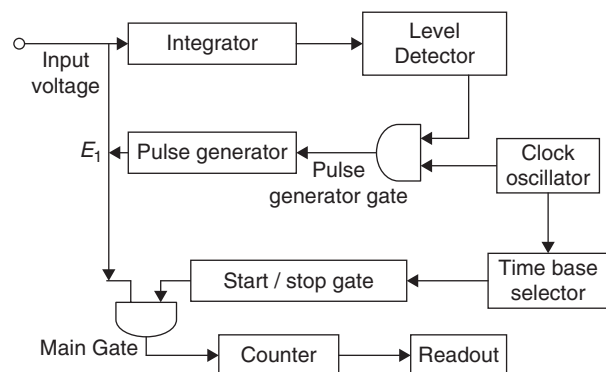 Integrator
Level
Detector
Input
voltage
E1
Pulse generator
Pulse
generator gate
Clock
oscillator
Start / stop gate
Time base
selector
Main Gate
Counter
Readout